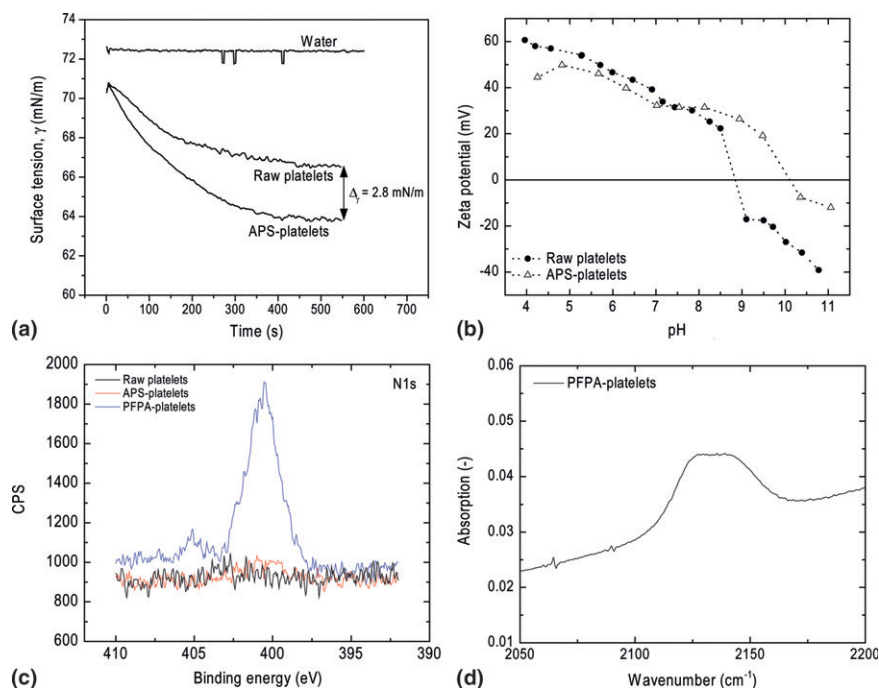 Surface tension, γ (mN/m)
74
72
70
68
66
64
62
60
Water
Raw platelets
APS-platelets
Δγ = 2.8 mN/m
0 100 200 300 400 500 600 700
Time (s)
(a)
Zeta potential (mV)
60
40
20
0
-20
-40
Raw platelets
APS-platelets
4 5 6 7 8 9 10 11
pH
(b)
CPS
2000
1800
1600
1400
1200
1000
800
600
Raw platelets
APS-platelets
PFPA-platelets
N1s
410 405 400 395 390
Binding energy (eV)
(c)
Absorption (-)
0.06
0.05
0.04
0.03
0.02
0.01
PFPA-platelets
2050 2100 2150 2200
Wavenumber (cm⁻¹)
(d)